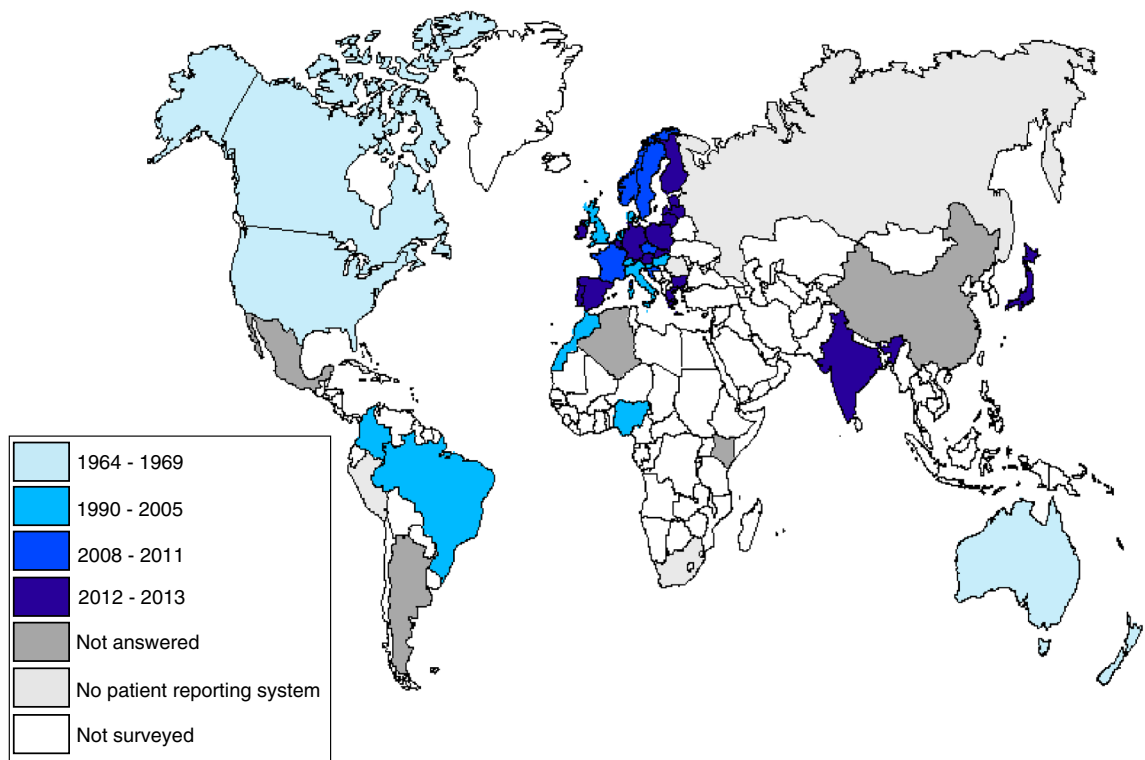 1964 - 1969
1990 - 2005
2008 - 2011
2012 - 2013
Not answered
No patient reporting system
Not surveyed